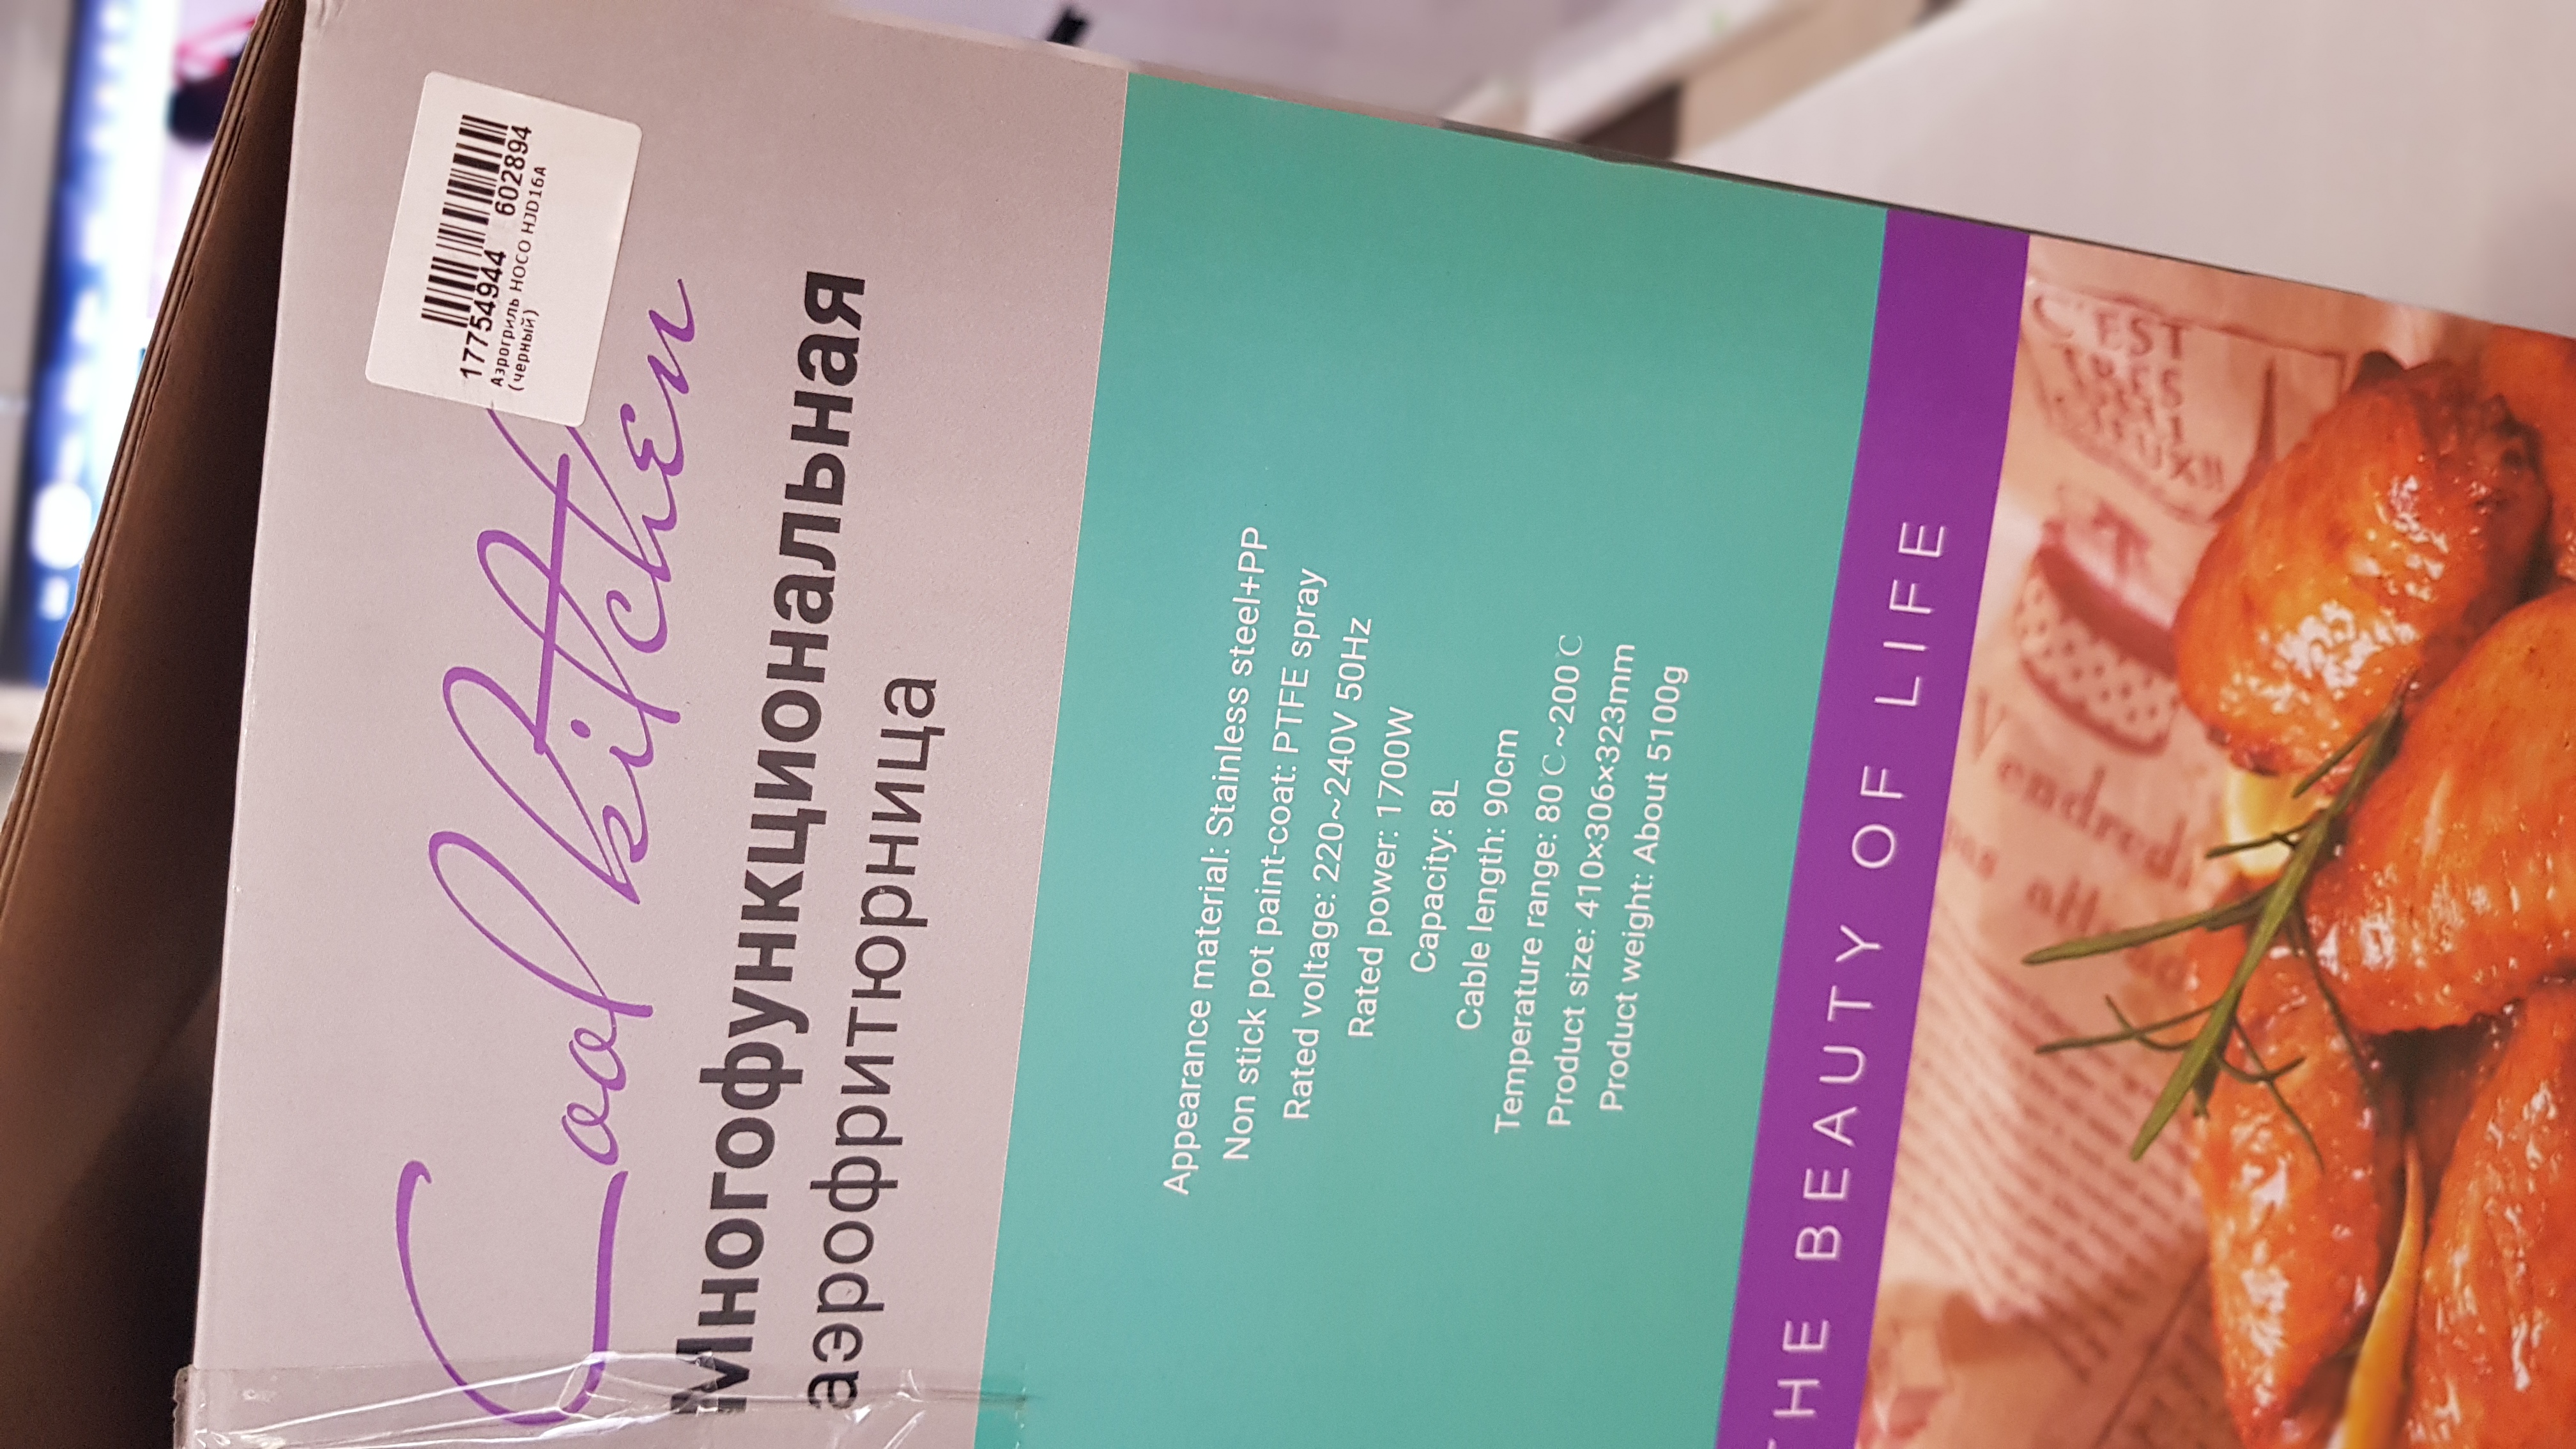 17754944 602894
Аэрогриль HOCO HJD16A
(черный)
Cool kitchen
Многофункциональная
аэрофритюрница
Appearance material: Stainless steel+PP
Non stick pot paint-coat: PTFE spray
Rated voltage: 220~240V 50Hz
Rated power: 1700W
Capacity: 8L
Cable length: 90cm
Temperature range: 80℃~200℃
Product size: 410×306×323mm
Product weight: About 5100g
THE BEAUTY OF LIFE
C'EST
Vendredi